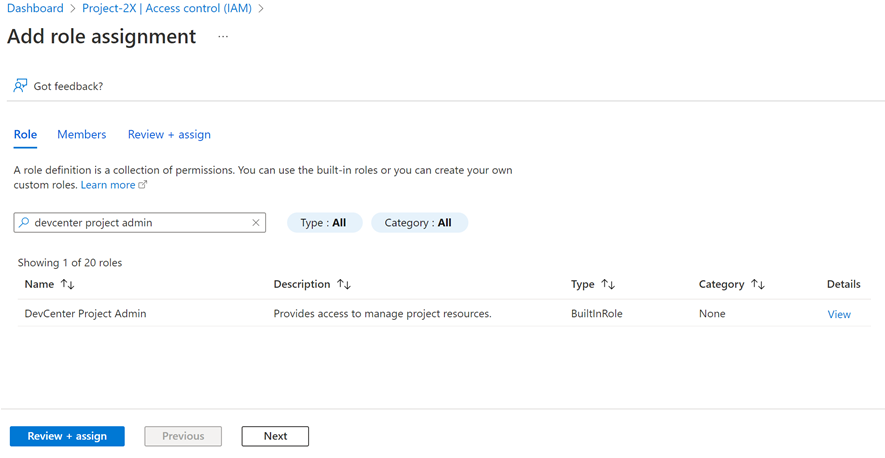 Dashboard > Project-2X | Access control (IAM) >
Add role assignment ...
Got feedback?
Role Members Review + assign
A role definition is a collection of permissions. You can use the built-in roles or you can create your own
custom roles. Learn more
devcenter project admin Type : All Category : All
Showing 1 of 20 roles
Name ↑↓ Description ↑↓ Type ↑↓ Category ↑↓ Details
DevCenter Project Admin Provides access to manage project resources. BuiltInRole None View
Review + assign Previous Next